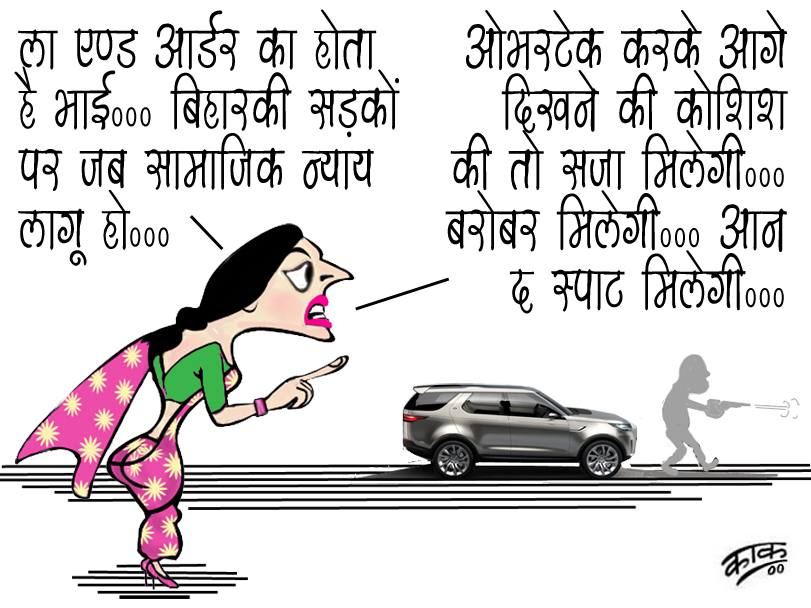 ला एण्ड आर्डर का होता
है भाई००० बिहारकी सड़कों
पर जब सामाजिक न्याय
लागू हो०००
ओभरटेक करके आगे
दिखने की कोशिश
की तो सजा मिलेगी०००
बरोबर मिलेगी००० आन
द स्पाट मिलेगी०००
काक
००